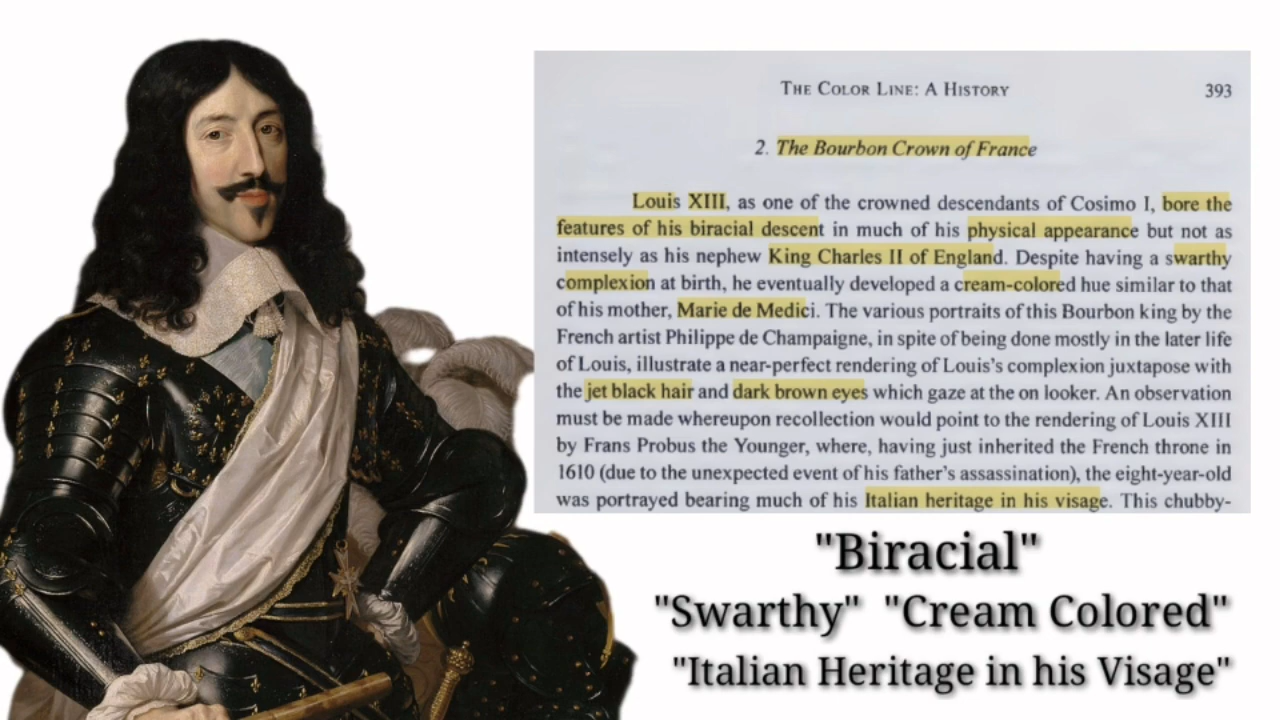 THE COLOR LINE: A HISTORY 393
2. The Bourbon Crown of France
Louis XIII, as one of the crowned descendants of Cosimo I, bore the
features of his biracial descent in much of his physical appearance but not as
intensely as his nephew King Charles II of England. Despite having a swarthy
complexion at birth, he eventually developed a cream-colored hue similar to that
of his mother, Marie de Medici. The various portraits of this Bourbon king by the
French artist Philippe de Champaigne, in spite of being done mostly in the later life
of Louis, illustrate a near-perfect rendering of Louis's complexion juxtapose with
the jet black hair and dark brown eyes which gaze at the on looker. An observation
must be made whereupon recollection would point to the rendering of Louis XIII
by Frans Probus the Younger, where, having just inherited the French throne in
1610 (due to the unexpected event of his father's assassination), the eight-year-old
was portrayed bearing much of his Italian heritage in his visage. This chubby-
"Biracial"
"Swarthy" "Cream Colored"
"Italian Heritage in his Visage"